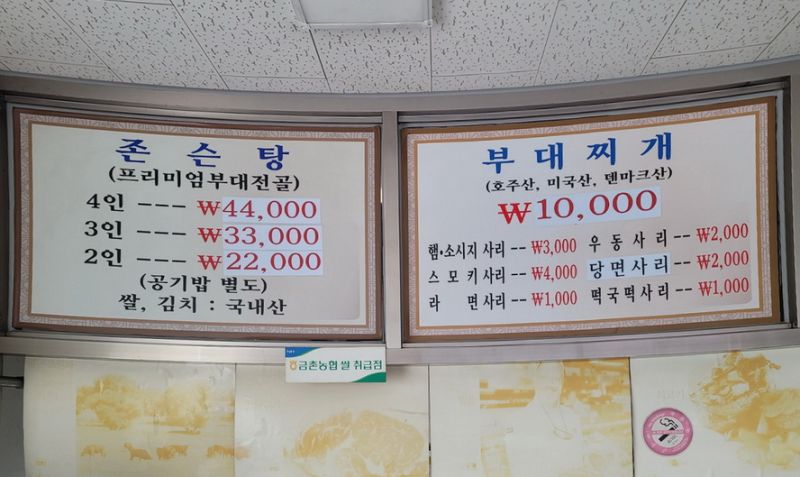 존슨탕
(프리미엄부대전골)
4인 --- ₩44,000
3인 --- ₩33,000
2인 --- ₩22,000
(공기밥 별도)
쌀, 김치 : 국내산
부대찌개
(호주산, 미국산, 덴마크산)
₩10,000
햄·소시지 사리 -- ₩3,000 우동사리 -- ₩2,000
스모키사리 -- ₩4,000 당면사리 -- ₩2,000
라면사리 -- ₩1,000 떡국떡사리 -- ₩1,000
금촌농협 쌀 취급점